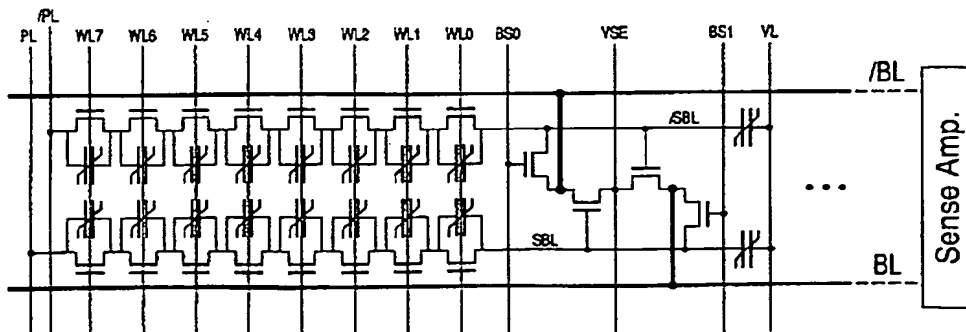 /PL
PL WL7 WL6 WL5 WL4 WL3 WL2 WL1 WL0 BS0 VSE BS1 VL
/BL
/SBL
Sense Amp.
SBL
BL